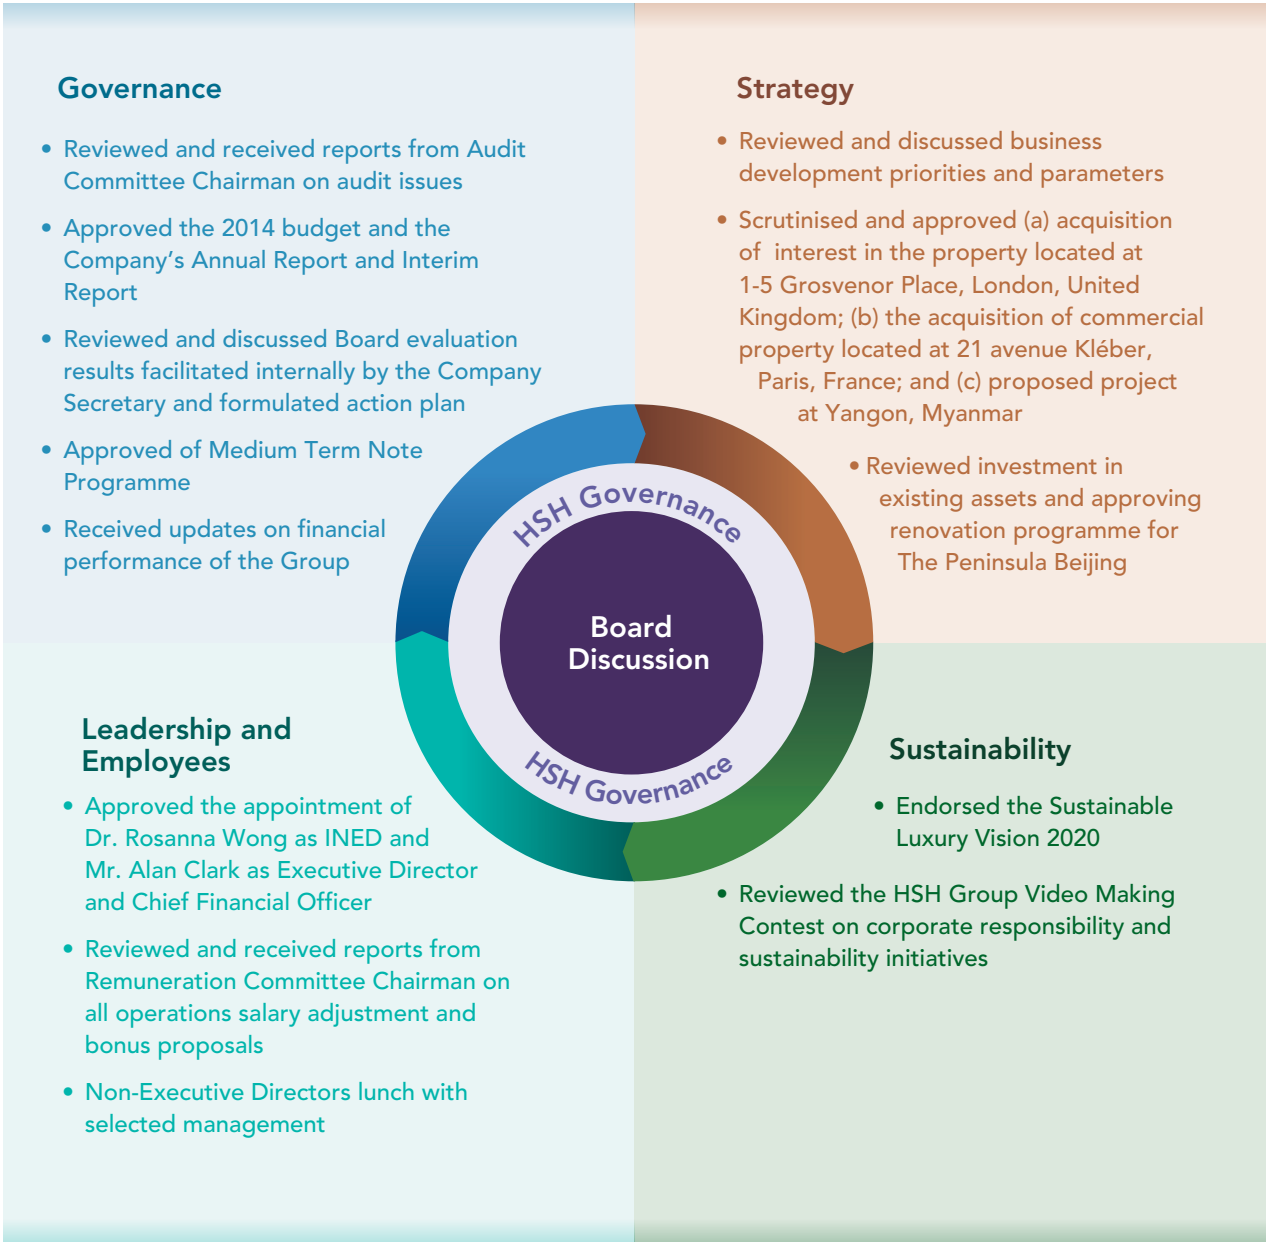 Governance
• Reviewed and received reports from Audit
Committee Chairman on audit issues
• Approved the 2014 budget and the
Company’s Annual Report and Interim
Report
• Reviewed and discussed Board evaluation
results facilitated internally by the Company
Secretary and formulated action plan
• Approved of Medium Term Note
Programme
• Received updates on financial
performance of the Group
Strategy
• Reviewed and discussed business
development priorities and parameters
• Scrutinised and approved (a) acquisition
of interest in the property located at
1-5 Grosvenor Place, London, United
Kingdom; (b) the acquisition of commercial
property located at 21 avenue Kléber,
Paris, France; and (c) proposed project
at Yangon, Myanmar
• Reviewed investment in
existing assets and approving
renovation programme for
The Peninsula Beijing
HSH Governance
Board
Discussion
HSH Governance
Leadership and
Employees
• Approved the appointment of
Dr. Rosanna Wong as INED and
Mr. Alan Clark as Executive Director
and Chief Financial Officer
• Reviewed and received reports from
Remuneration Committee Chairman on
all operations salary adjustment and
bonus proposals
• Non-Executive Directors lunch with
selected management
Sustainability
• Endorsed the Sustainable
Luxury Vision 2020
• Reviewed the HSH Group Video Making
Contest on corporate responsibility and
sustainability initiatives